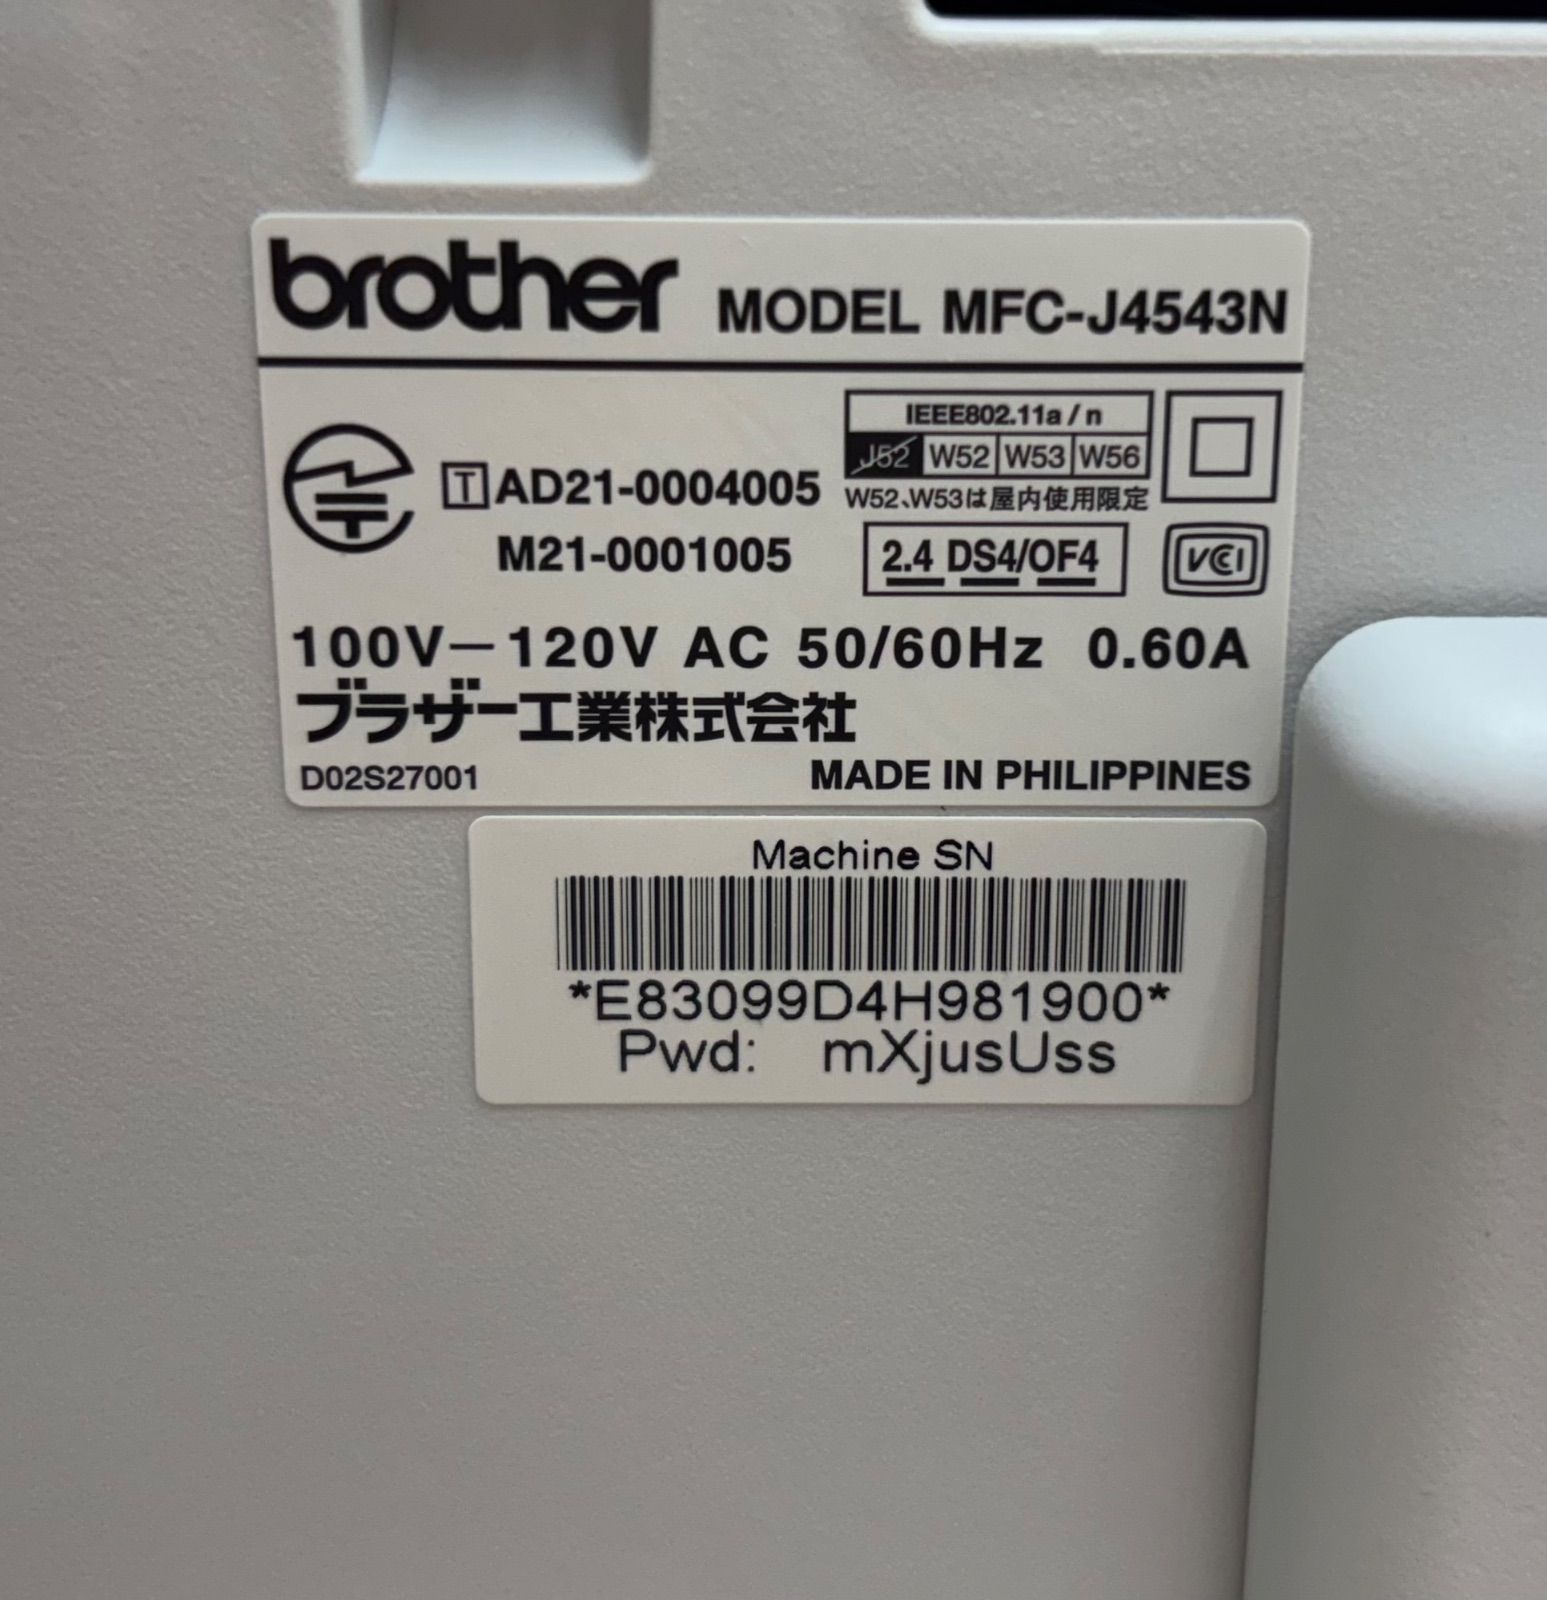 brother MODEL MFC-J4543N
IEEE802.11a/n
J52 W52 W53 W56
T AD21-0004005
W52、W53は屋内使用限定
M21-0001005
2.4 DS4/OF4
VCCI
100V-120V AC 50/60Hz 0.60A
ブラザー工業株式会社
D02S27001 MADE IN PHILIPPINES
Machine SN
*E83099D4H981900*
Pwd: mXjusUss